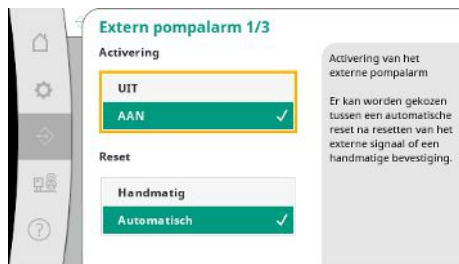 Extern pompalarm 1/3
Activering
UIT
AAN
Reset
Handmatig
Automatisch
Activering van het
externe pompalarm
Er kan worden gekozen
tussen een automatische
reset na resetten van het
externe signaal of een
handmatige bevestiging.
?